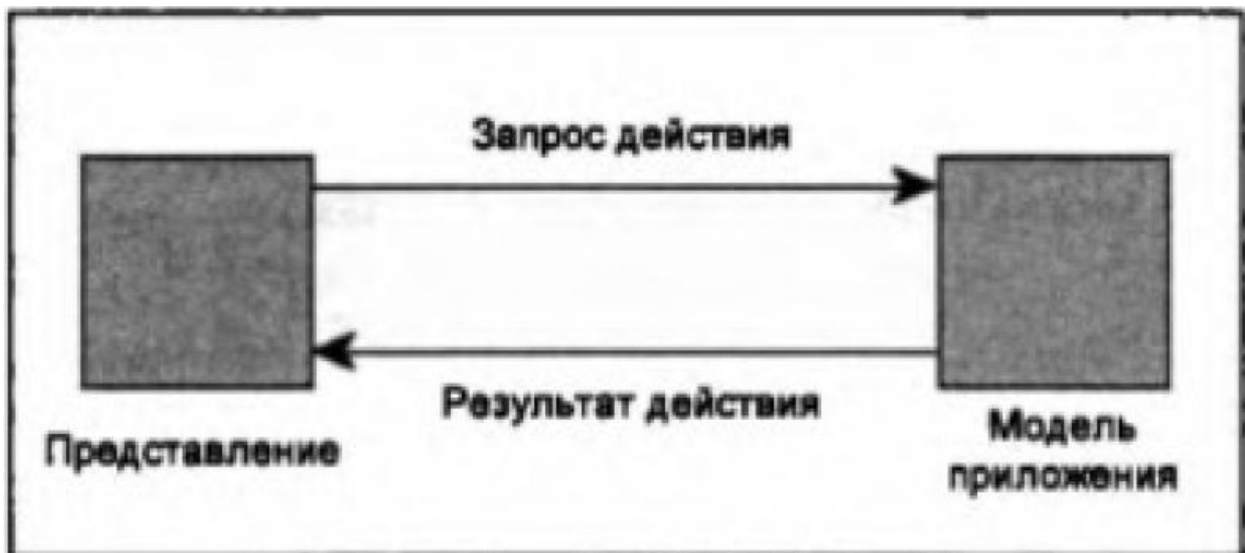 Запрос действия
Результат действия
Представление
Модель
приложения